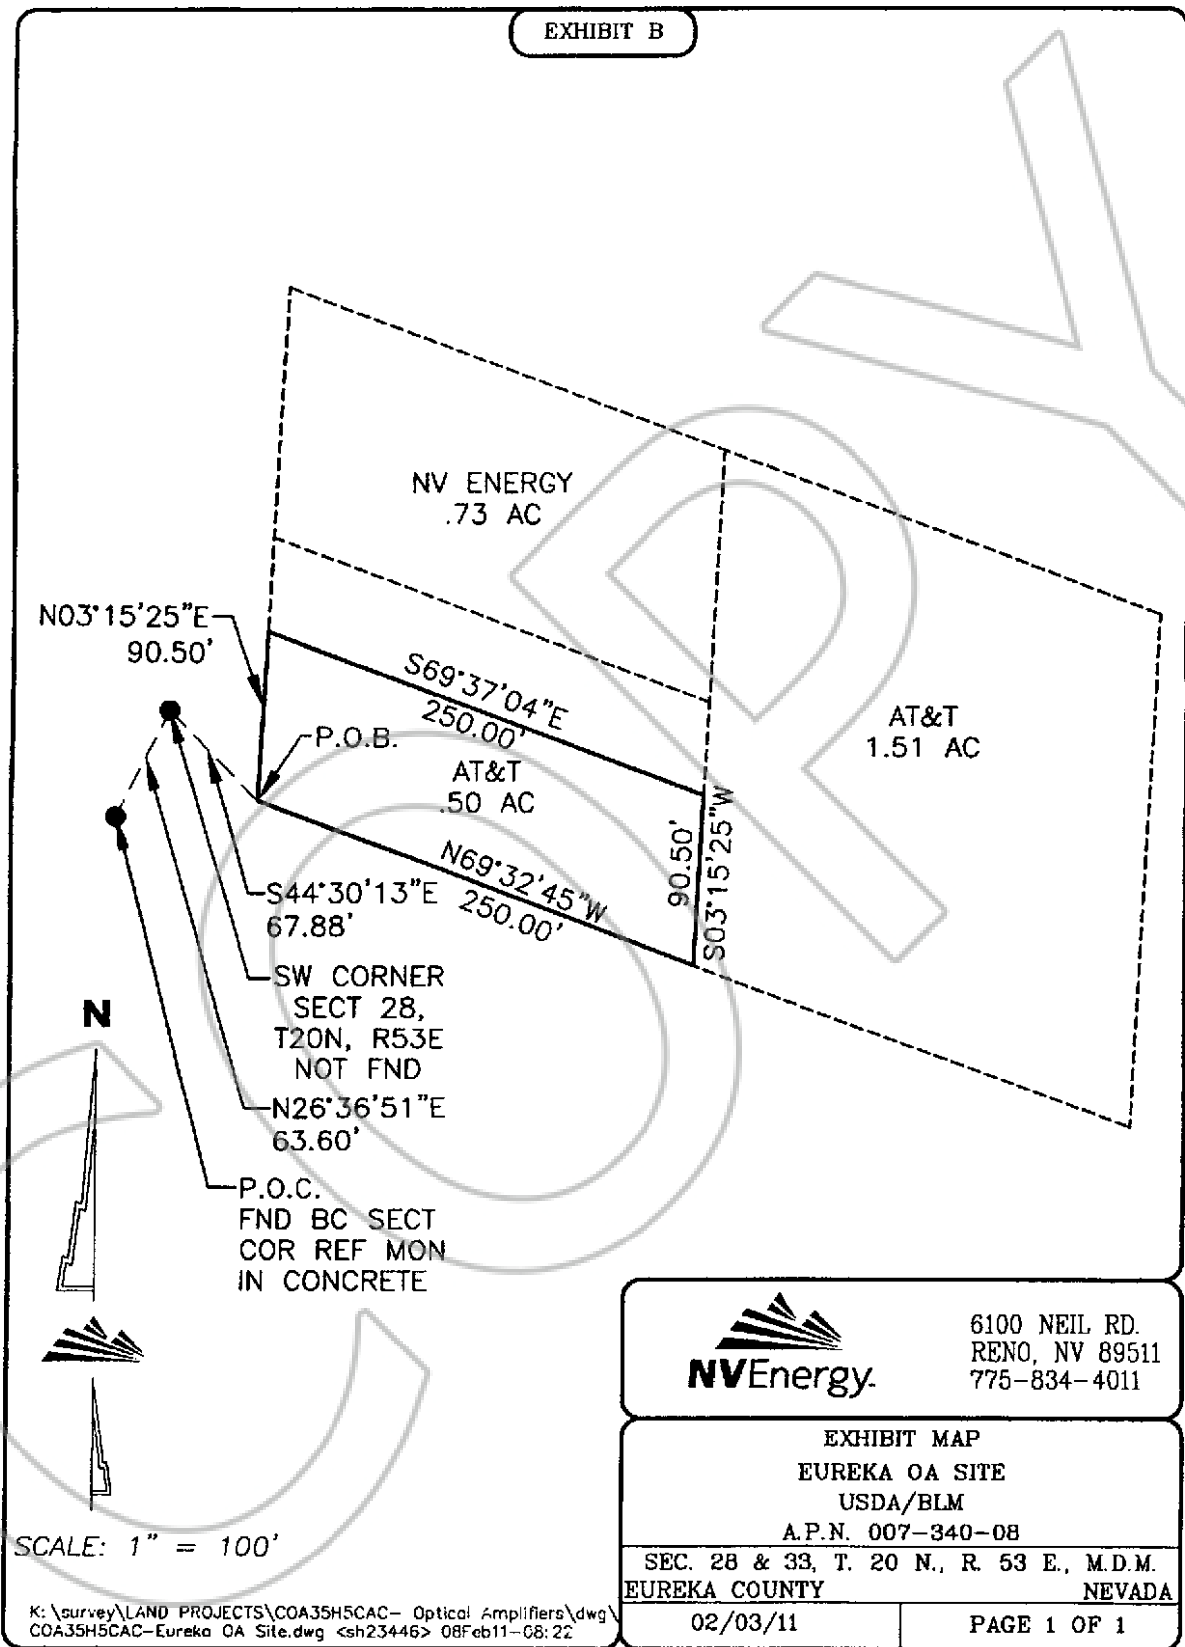 EXHIBIT B
NV ENERGY
.73 AC
N03°15'25"E
90.50'
S69°37'04"E
250.00'
P.O.B.
AT&T
.50 AC
AT&T
1.51 AC
N69°32'45"W
250.00'
90.50'
S03°15'25"W
S44°30'13"E
67.88'
SW CORNER
SECT 28,
T20N, R53E
NOT FND
N26°36'51"E
63.60'
P.O.C.
FND BC SECT
COR REF MON
IN CONCRETE
N
SCALE: 1" = 100'
COPY
NVEnergy.
6100 NEIL RD.
RENO, NV 89511
775-834-4011
EXHIBIT MAP
EUREKA OA SITE
USDA/BLM
A.P.N. 007-340-08
SEC. 28 & 33, T. 20 N., R. 53 E., M.D.M.
EUREKA COUNTY NEVADA
02/03/11 PAGE 1 OF 1
K:\survey\LAND PROJECTS\COA35H5CAC- Optical Amplifiers\dwg\
COA35H5CAC-Eureka OA Site.dwg <sh23446> 08Feb11-08:22